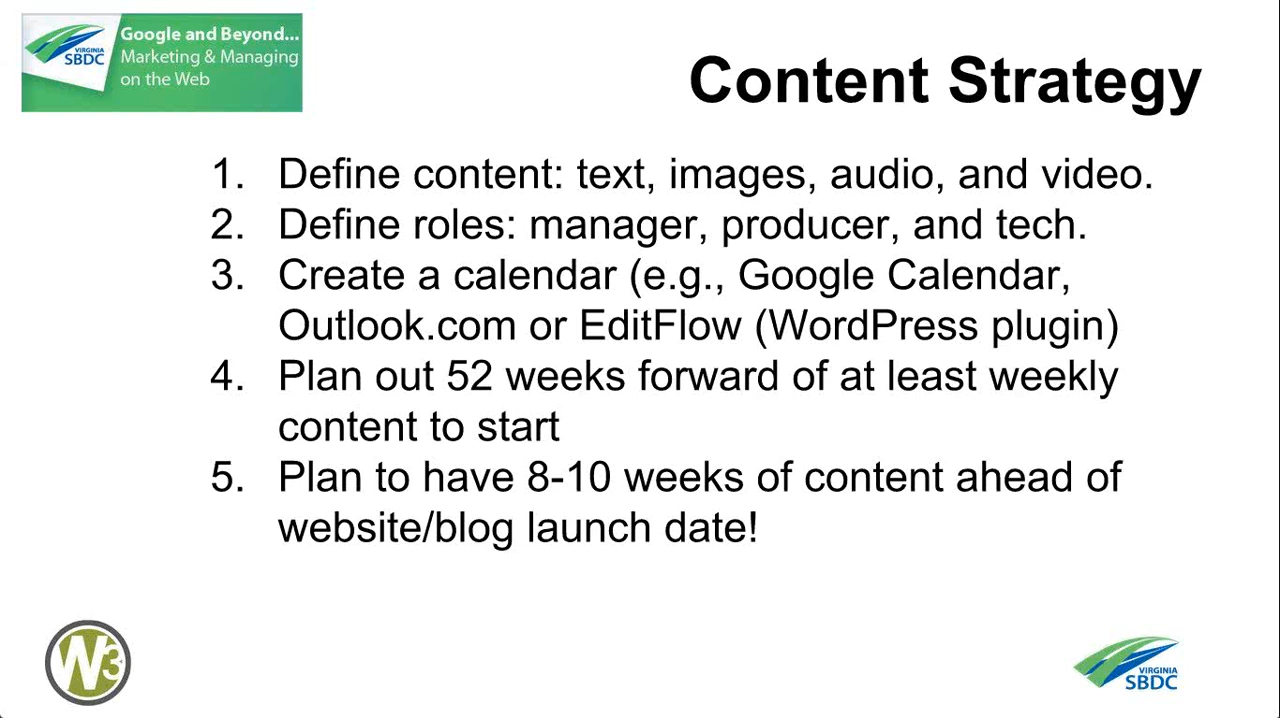 Google and Beyond...
VIRGINIA
SBDC
Marketing & Managing
on the Web
Content Strategy
1. Define content: text, images, audio, and video.
2. Define roles: manager, producer, and tech.
3. Create a calendar (e.g., Google Calendar,
Outlook.com or EditFlow (WordPress plugin)
4. Plan out 52 weeks forward of at least weekly
content to start
5. Plan to have 8-10 weeks of content ahead of
website/blog launch date!
W3
VIRGINIA
SBDC